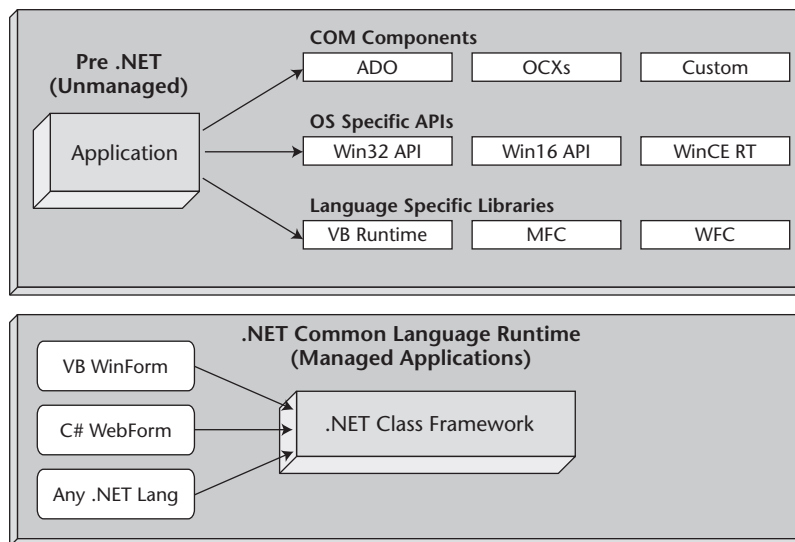 Pre .NET
(Unmanaged)
Application
COM Components
ADO
OCXs
Custom
OS Specific APIs
Win32 API
Win16 API
WinCE RT
Language Specific Libraries
VB Runtime
MFC
WFC
.NET Common Language Runtime
(Managed Applications)
VB WinForm
C# WebForm
Any .NET Lang
.NET Class Framework